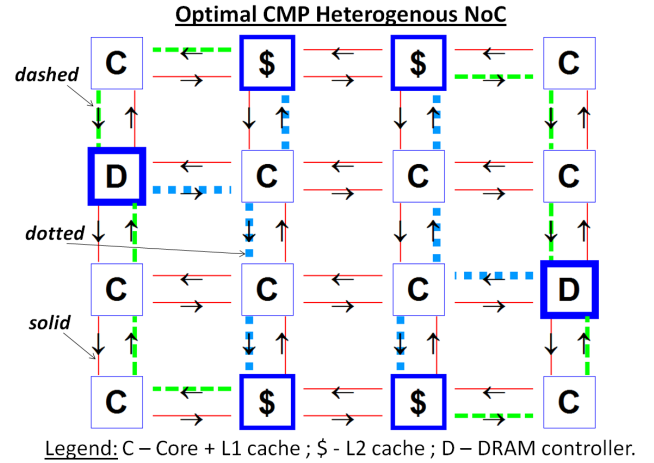 Optimal CMP Heterogenous NoC
C $ $ C
dashed
D C C C
dotted
C C C D
solid
C $ $ C
Legend: C – Core + L1 cache ; $ - L2 cache ; D – DRAM controller.